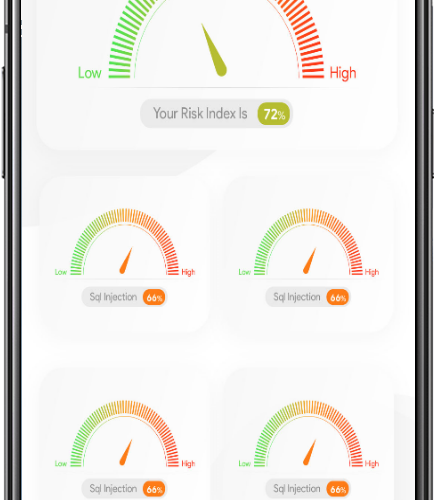 Low High
Your Risk Index Is 72%
Low High Low High
Sql Injection 66% Sql Injection 66%
Low High Low High
Sql Injection 66% Sql Injection 66%